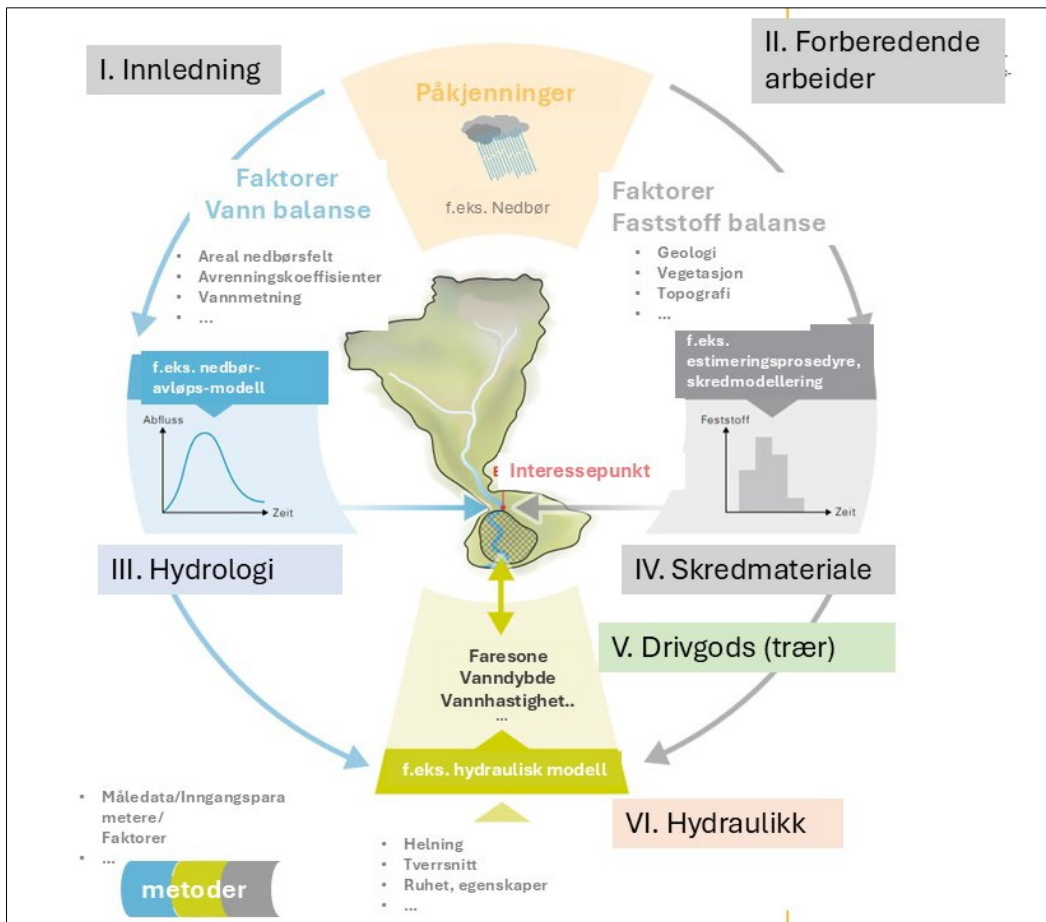 I. Innledning
II. Forberedende
arbeider
Påkjenninger
f.eks. Nedbør
Faktorer
Vann balanse
• Areal nedbørsfelt
• Avrenningskoeffisienter
• Vannmetning
• ...
Faktorer
Faststoff balanse
• Geologi
• Vegetasjon
• Topografi
• ...
f.eks. nedbør-
avløps-modell
Abfluss
Zeit
f.eks.
estimeringsprosedyre,
skredmodellering
Feststoff
Zeit
Interessepunkt
III. Hydrologi
IV. Skredmateriale
V. Drivgods (trær)
Faresone
Vanndybde
Vannhastighet..
...
f.eks. hydraulisk modell
VI. Hydraulikk
• Måledata/Inngangspara
metere/
Faktorer
• ...
metoder
• Helning
• Tverrsnitt
• Ruhet, egenskaper
• ...